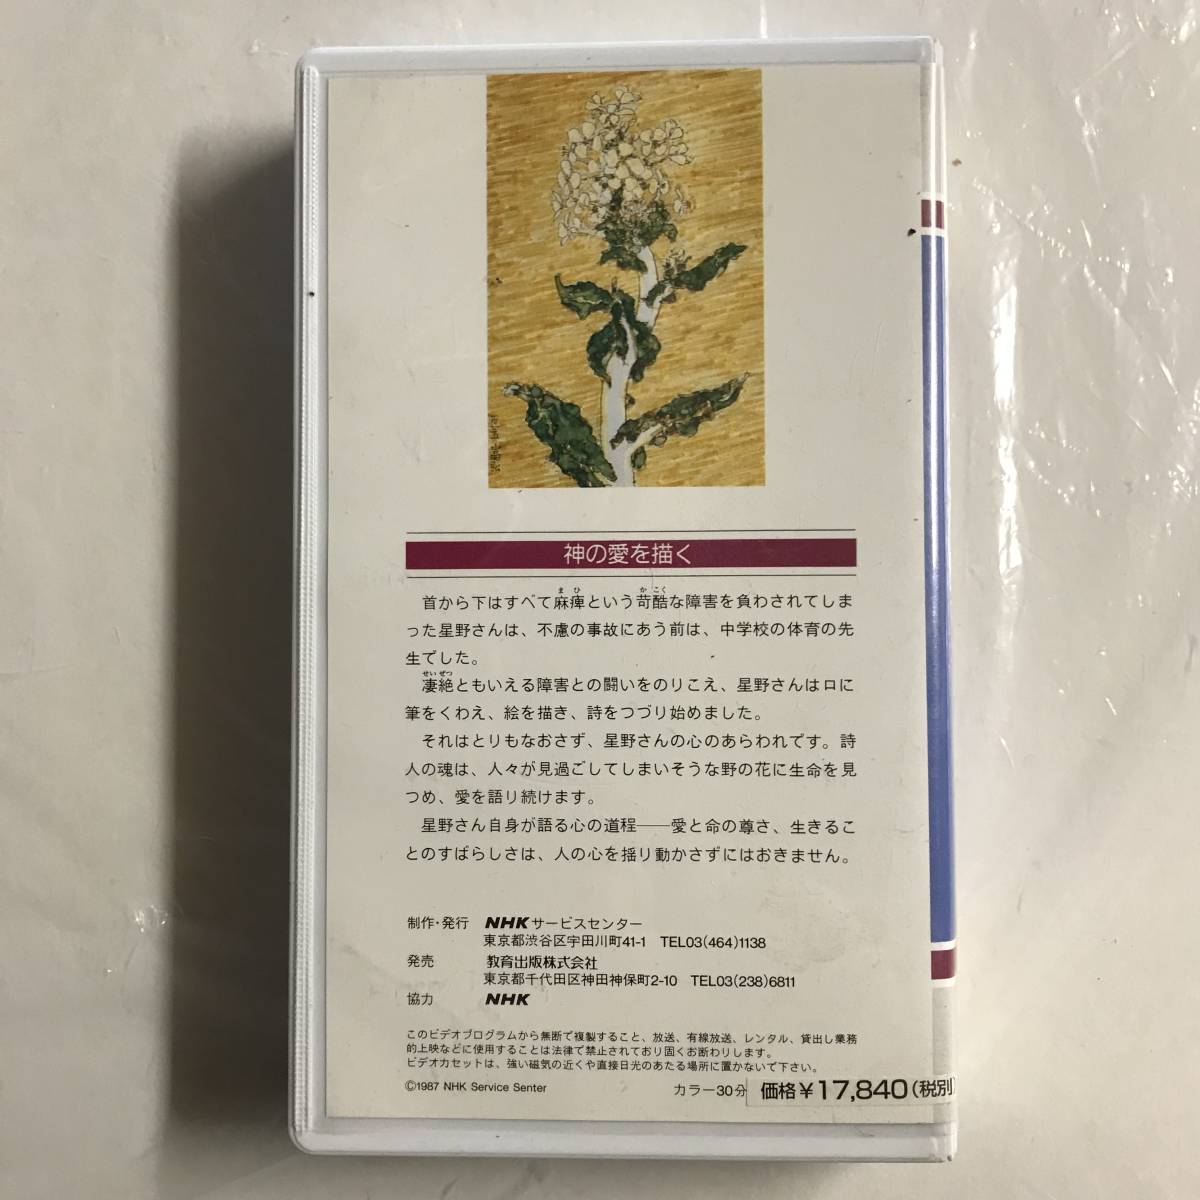 神の愛を描く
首から下はすべて麻痺という苛酷な障害を負わされてしま
った星野さんは、不慮の事故にあう前は、中学校の体育の先
生でした。
凄絶ともいえる障害との闘いをのりこえ、星野さんは口に
筆をくわえ、絵を描き、詩をつづり始めました。
それはとりもなおさず、星野さんの心のあらわれです。詩
人の魂は、人々が見過ごしてしまいそうな野の花に生命を見
つめ、愛を語り続けます。
星野さん自身が語る心の道程——愛と命の尊さ、生きるこ
とのすばらしさは、人の心を揺り動かさずにはおきません。
制作・発行 NHKサービスセンター
東京都渋谷区宇田川町41-1 TEL03(464)1138
発売 教育出版株式会社
東京都千代田区神田神保町2-10 TEL03(238)6811
協力 NHK
このビデオプログラムから無断で複製すること、放送、有線放送、レンタル、貸出し業務
的上映などに使用することは法律で禁止されており固くお断わりします。
ビデオカセットは、強い磁気の近くや直接日光のあたる場所に置かないで下さい。
©1987 NHK Service Senter カラー30分 価格¥17,840(税別)